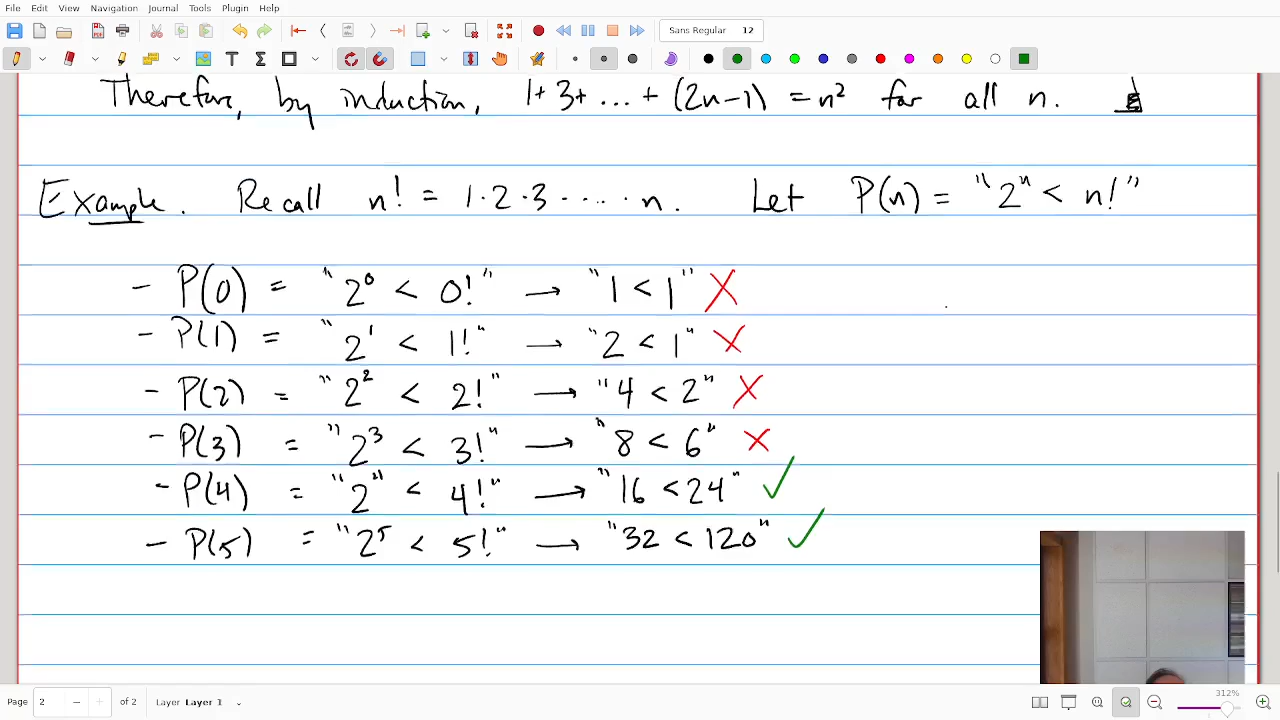 File Edit View Journal Tools Plugin Help
Sans Regular 12
Therefore, by induction, 1+3+...+(2n-1) = n² for all n.
Example. Recall n! = 1·2·3·····n. Let P(n) = "2ⁿ < n!"
- P(0) = "2⁰ < 0!" → "1 < 1" X
- P(1) = "2¹ < 1!" → "2 < 1" X
- P(2) = "2² < 2!" → "4 < 2" X
- P(3) = "2³ < 3!" → "8 < 6" X
- P(4) = "2⁴ < 4!" → "16 < 24" ✓
- P(5) = "2⁵ < 5!" → "32 < 120" ✓
Page 2 of 2 Layer Layer 1 312%